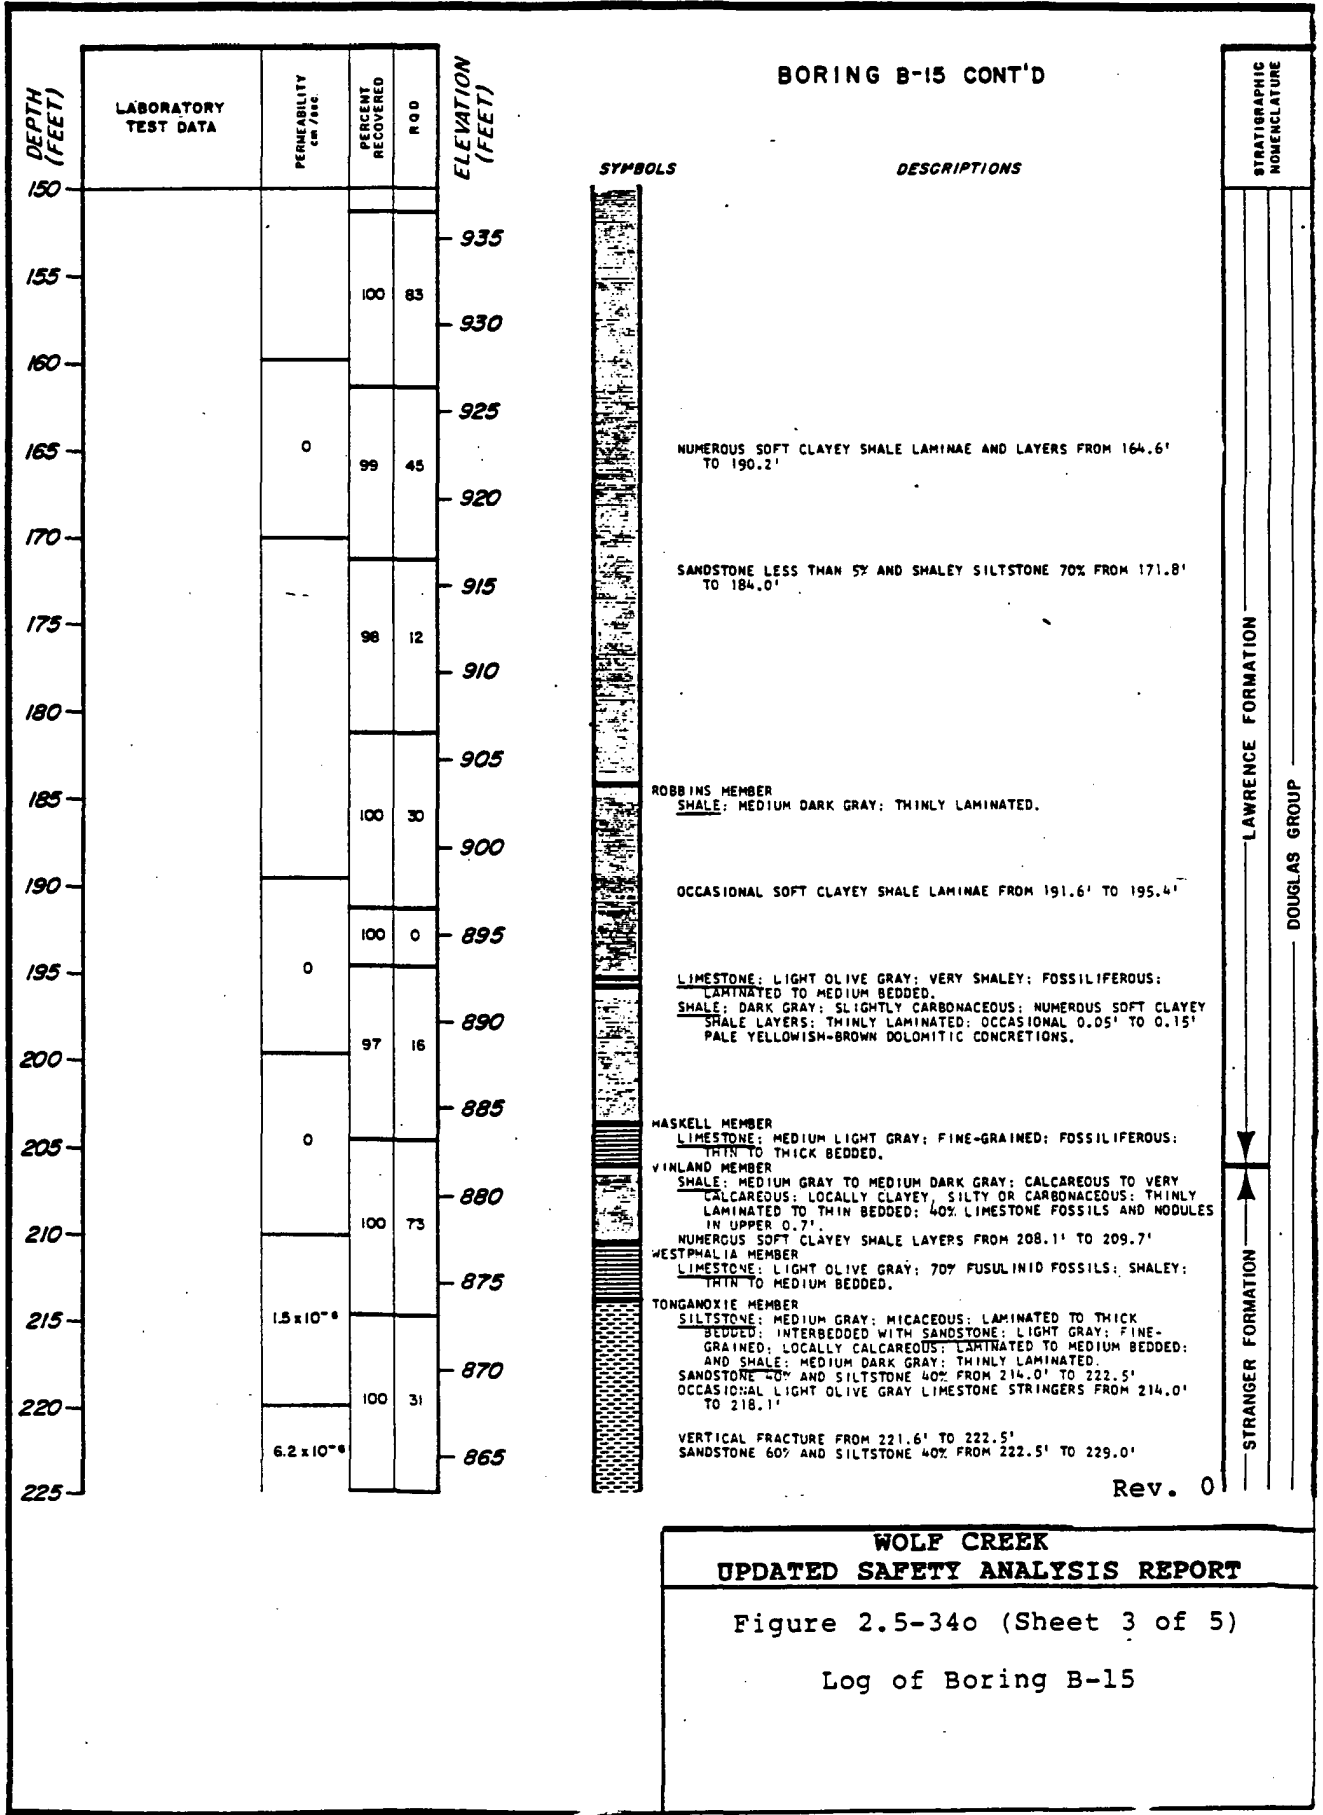 BORING B-15 CONT'D
DEPTH (FEET)
LABORATORY TEST DATA
PERMEABILITY cm/sec.
PERCENT RECOVERED
RQD
ELEVATION (FEET)
SYMBOLS
DESCRIPTIONS
STRATIGRAPHIC NOMENCLATURE
150
935
155
100 83
930
160
925
165
0
99 45
NUMEROUS SOFT CLAYEY SHALE LAMINAE AND LAYERS FROM 164.6'
TO 190.2'
920
170
SANDSTONE LESS THAN 5% AND SHALEY SILTSTONE 70% FROM 171.8'
TO 184.0'
915
175
98 12
910
180
905
185
ROBBINS MEMBER
SHALE: MEDIUM DARK GRAY: THINLY LAMINATED.
100 30
900
190
OCCASIONAL SOFT CLAYEY SHALE LAMINAE FROM 191.6' TO 195.4'
100 0
895
195
0
LIMESTONE: LIGHT OLIVE GRAY: VERY SHALEY: FOSSILIFEROUS:
LAMINATED TO MEDIUM BEDDED.
SHALE: DARK GRAY: SLIGHTLY CARBONACEOUS: NUMEROUS SOFT CLAYEY
SHALE LAYERS: THINLY LAMINATED: OCCASIONAL 0.05' TO 0.15'
PALE YELLOWISH-BROWN DOLOMITIC CONCRETIONS.
890
97 16
200
885
0
205
HASKELL MEMBER
LIMESTONE: MEDIUM LIGHT GRAY: FINE-GRAINED: FOSSILIFEROUS:
THIN TO THICK BEDDED.
VINLAND MEMBER
SHALE: MEDIUM GRAY TO MEDIUM DARK GRAY: CALCAREOUS TO VERY
CALCAREOUS: LOCALLY CLAYEY, SILTY OR CARBONACEOUS: THINLY
LAMINATED TO THIN BEDDED: 40% LIMESTONE FOSSILS AND NODULES
IN UPPER 0.7'.
880
100 73
210
NUMEROUS SOFT CLAYEY SHALE LAYERS FROM 208.1' TO 209.7'
WESTPHALIA MEMBER
LIMESTONE: LIGHT OLIVE GRAY: 70% FUSULINID FOSSILS: SHALEY:
THIN TO MEDIUM BEDDED.
875
1.5 x 10⁻⁶
215
TONGANOXIE MEMBER
SILTSTONE: MEDIUM GRAY: MICACEOUS: LAMINATED TO THICK
BEDDED: INTERBEDDED WITH SANDSTONE: LIGHT GRAY: FINE-
GRAINED: LOCALLY CALCAREOUS: LAMINATED TO MEDIUM BEDDED:
AND SHALE: MEDIUM DARK GRAY: THINLY LAMINATED.
SANDSTONE 40% AND SILTSTONE 40% FROM 214.0' TO 222.5'
OCCASIONAL LIGHT OLIVE GRAY LIMESTONE STRINGERS FROM 214.0'
TO 218.1'
870
100 31
220
6.2 x 10⁻⁶
VERTICAL FRACTURE FROM 221.6' TO 222.5'
SANDSTONE 60% AND SILTSTONE 40% FROM 222.5' TO 229.0'
865
225
LAWRENCE FORMATION
STRANGER FORMATION
DOUGLAS GROUP
Rev. 0
WOLF CREEK
UPDATED SAFETY ANALYSIS REPORT
Figure 2.5-34o (Sheet 3 of 5)
Log of Boring B-15